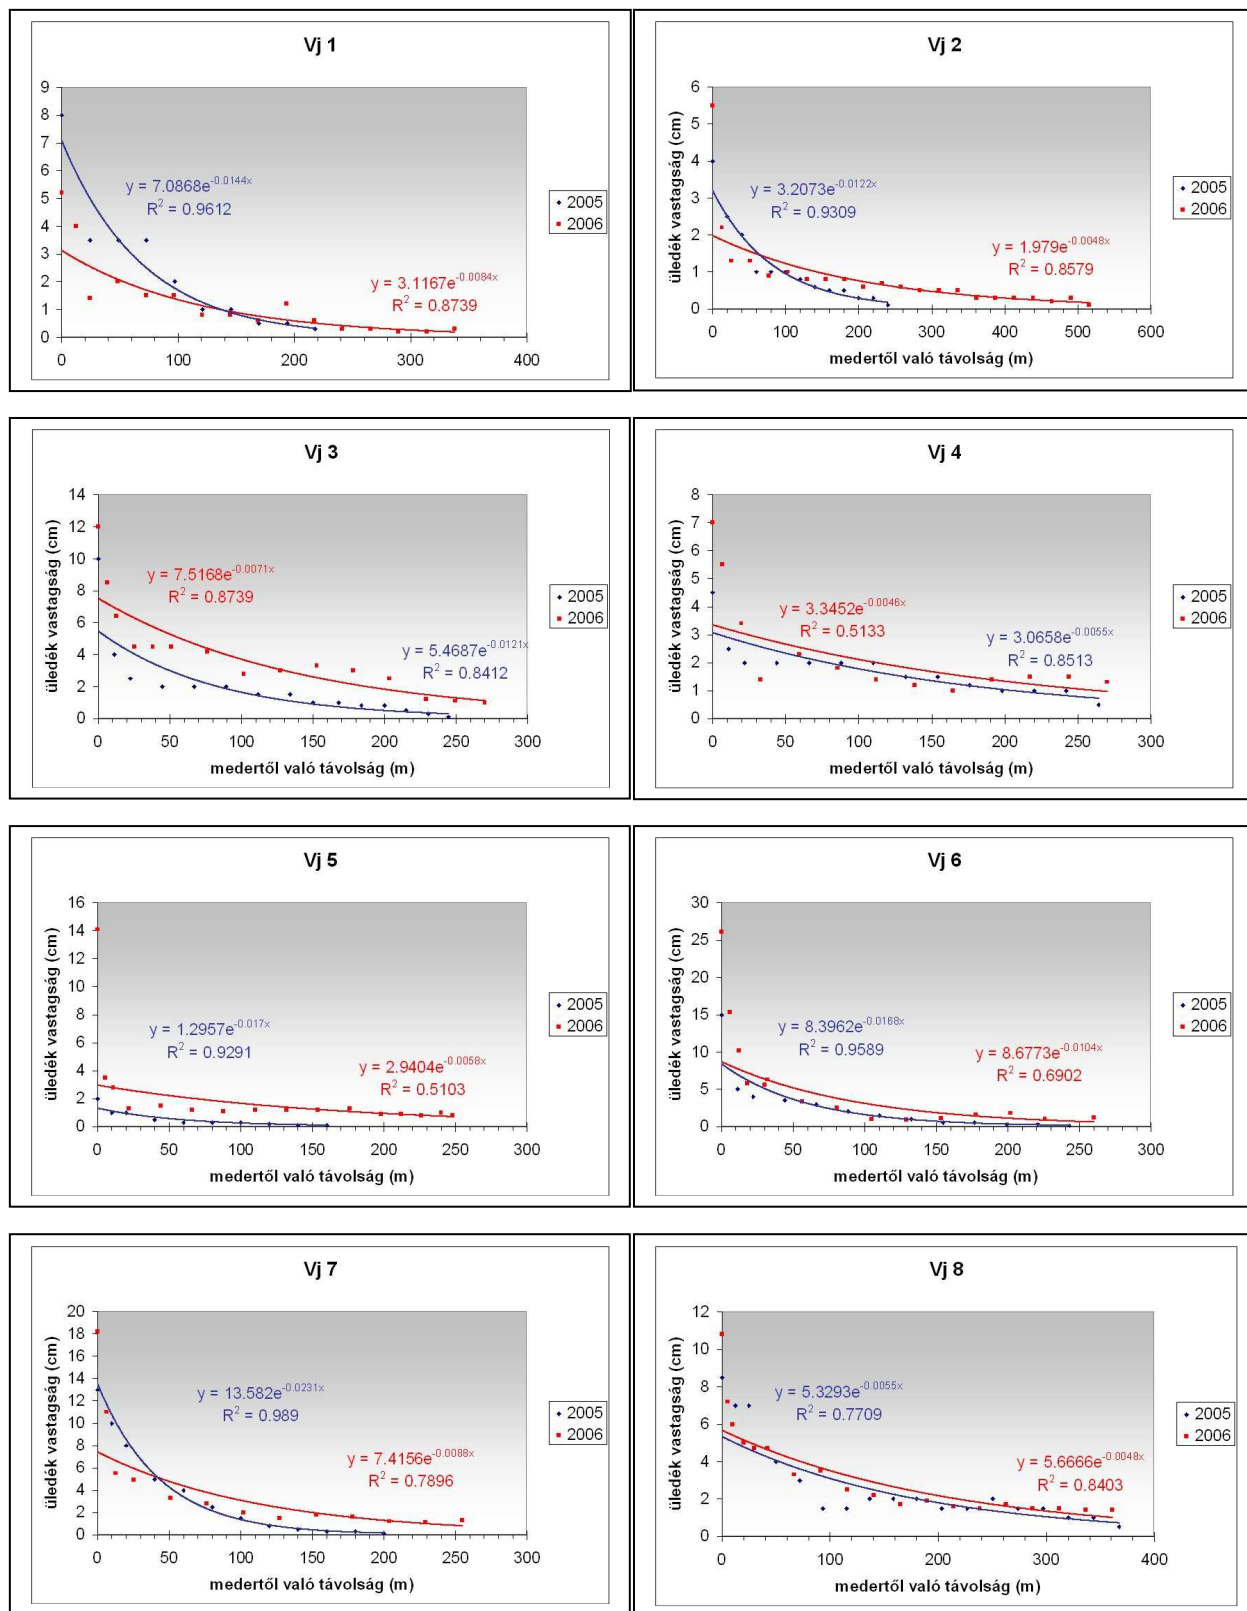 Vj 1
üledék vastagság (cm)
9
8
7
6
5
4
3
2
1
0
y = 7.0868e^-0.0144x
R² = 0.9612
y = 3.1167e^-0.0084x
R² = 0.8739
2005
2006
0 100 200 300 400
medertől való távolság (m)
Vj 2
üledék vastagság (cm)
6
5
4
3
2
1
0
y = 3.2073e^-0.0122x
R² = 0.9309
y = 1.979e^-0.0048x
R² = 0.8579
2005
2006
0 100 200 300 400 500 600
medertől való távolság (m)
Vj 3
üledék vastagság (cm)
14
12
10
8
6
4
2
0
y = 7.5168e^-0.0071x
R² = 0.8739
y = 5.4687e^-0.0121x
R² = 0.8412
2005
2006
0 50 100 150 200 250 300
medertől való távolság (m)
Vj 4
üledék vastagság (cm)
8
7
6
5
4
3
2
1
0
y = 3.3452e^-0.0046x
R² = 0.5133
y = 3.0658e^-0.0055x
R² = 0.8513
2005
2006
0 50 100 150 200 250 300
medertől való távolság (m)
Vj 5
üledék vastagság (cm)
16
14
12
10
8
6
4
2
0
y = 1.2957e^-0.017x
R² = 0.9291
y = 2.9404e^-0.0058x
R² = 0.5103
2005
2006
0 50 100 150 200 250 300
medertől való távolság (m)
Vj 6
üledék vastagság (cm)
30
25
20
15
10
5
0
y = 8.3962e^-0.0168x
R² = 0.9589
y = 8.6773e^-0.0104x
R² = 0.6902
2005
2006
0 50 100 150 200 250 300
medertől való távolság (m)
Vj 7
üledék vastagság (cm)
20
18
16
14
12
10
8
6
4
2
0
y = 13.582e^-0.0231x
R² = 0.989
y = 7.4156e^-0.0088x
R² = 0.7896
2005
2006
0 50 100 150 200 250 300
medertől való távolság (m)
Vj 8
üledék vastagság (cm)
12
10
8
6
4
2
0
y = 5.3293e^-0.0055x
R² = 0.7709
y = 5.6666e^-0.0048x
R² = 0.8403
2005
2005
2006
0 100 200 300 400
medertől való távolság (m)